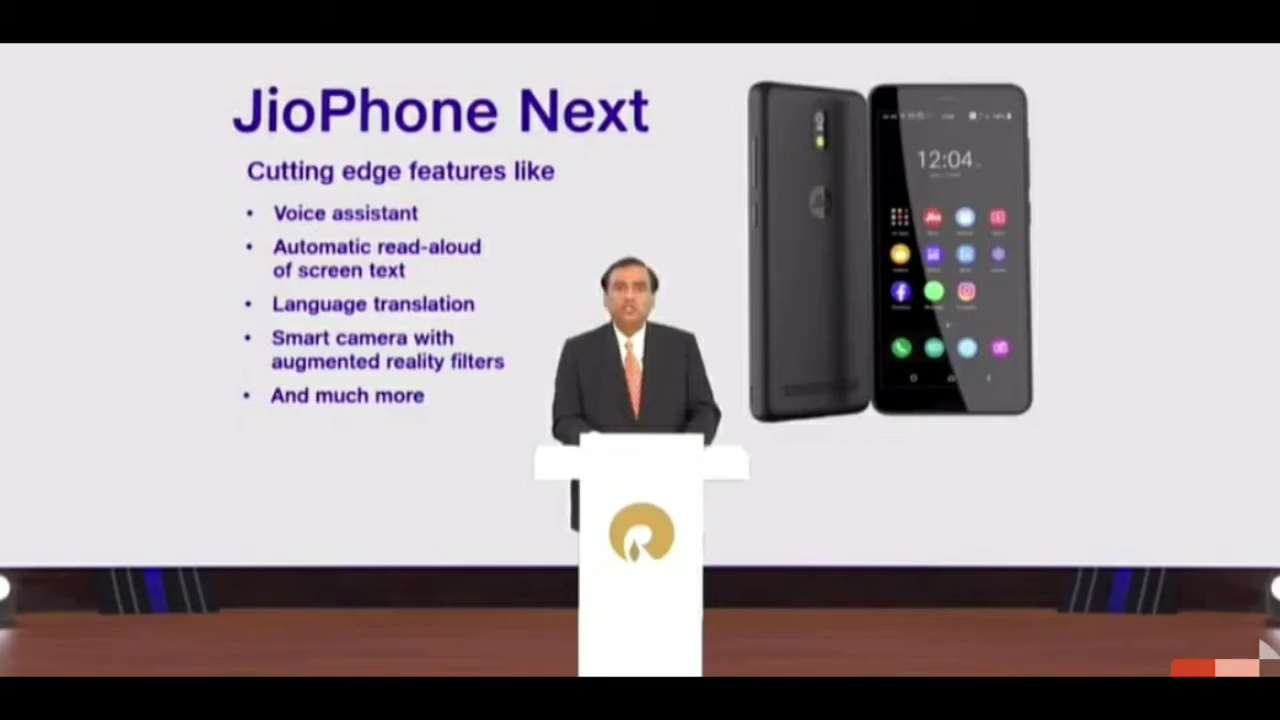 JioPhone Next
Cutting edge features like
• Voice assistant
• Automatic read-aloud
of screen text
• Language translation
• Smart camera with
augmented reality filters
• And much more
12:04
Jio